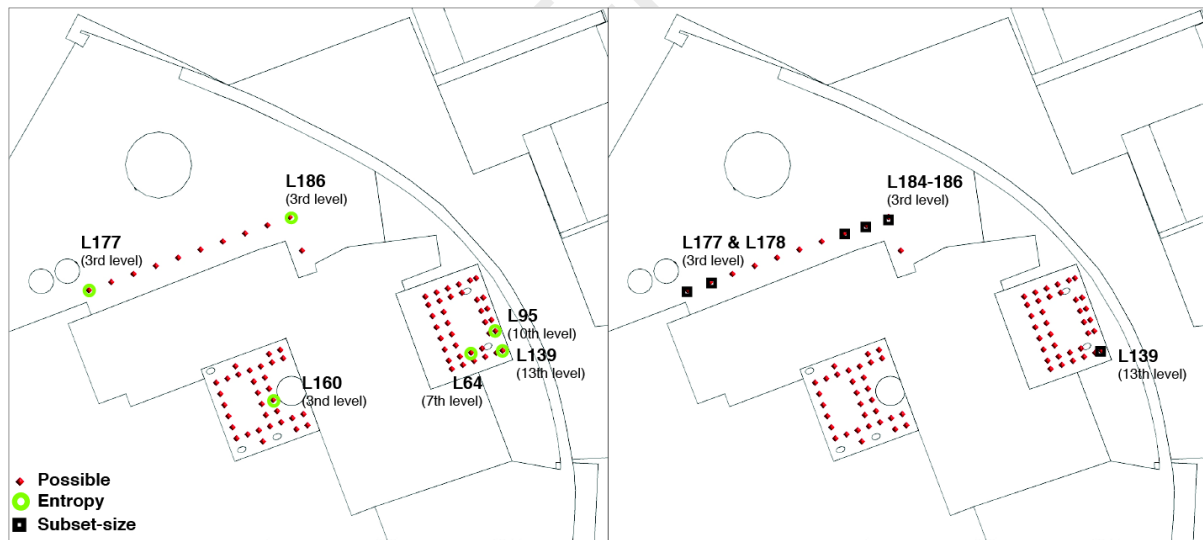 L186
(3rd level)
L177
(3rd level)
L95
(10th level)
L139
(13th level)
L64
(7th level)
L160
(3nd level)
Possible
Entropy
Subset-size
L184-186
(3rd level)
L177 & L178
(3rd level)
L139
(13th level)